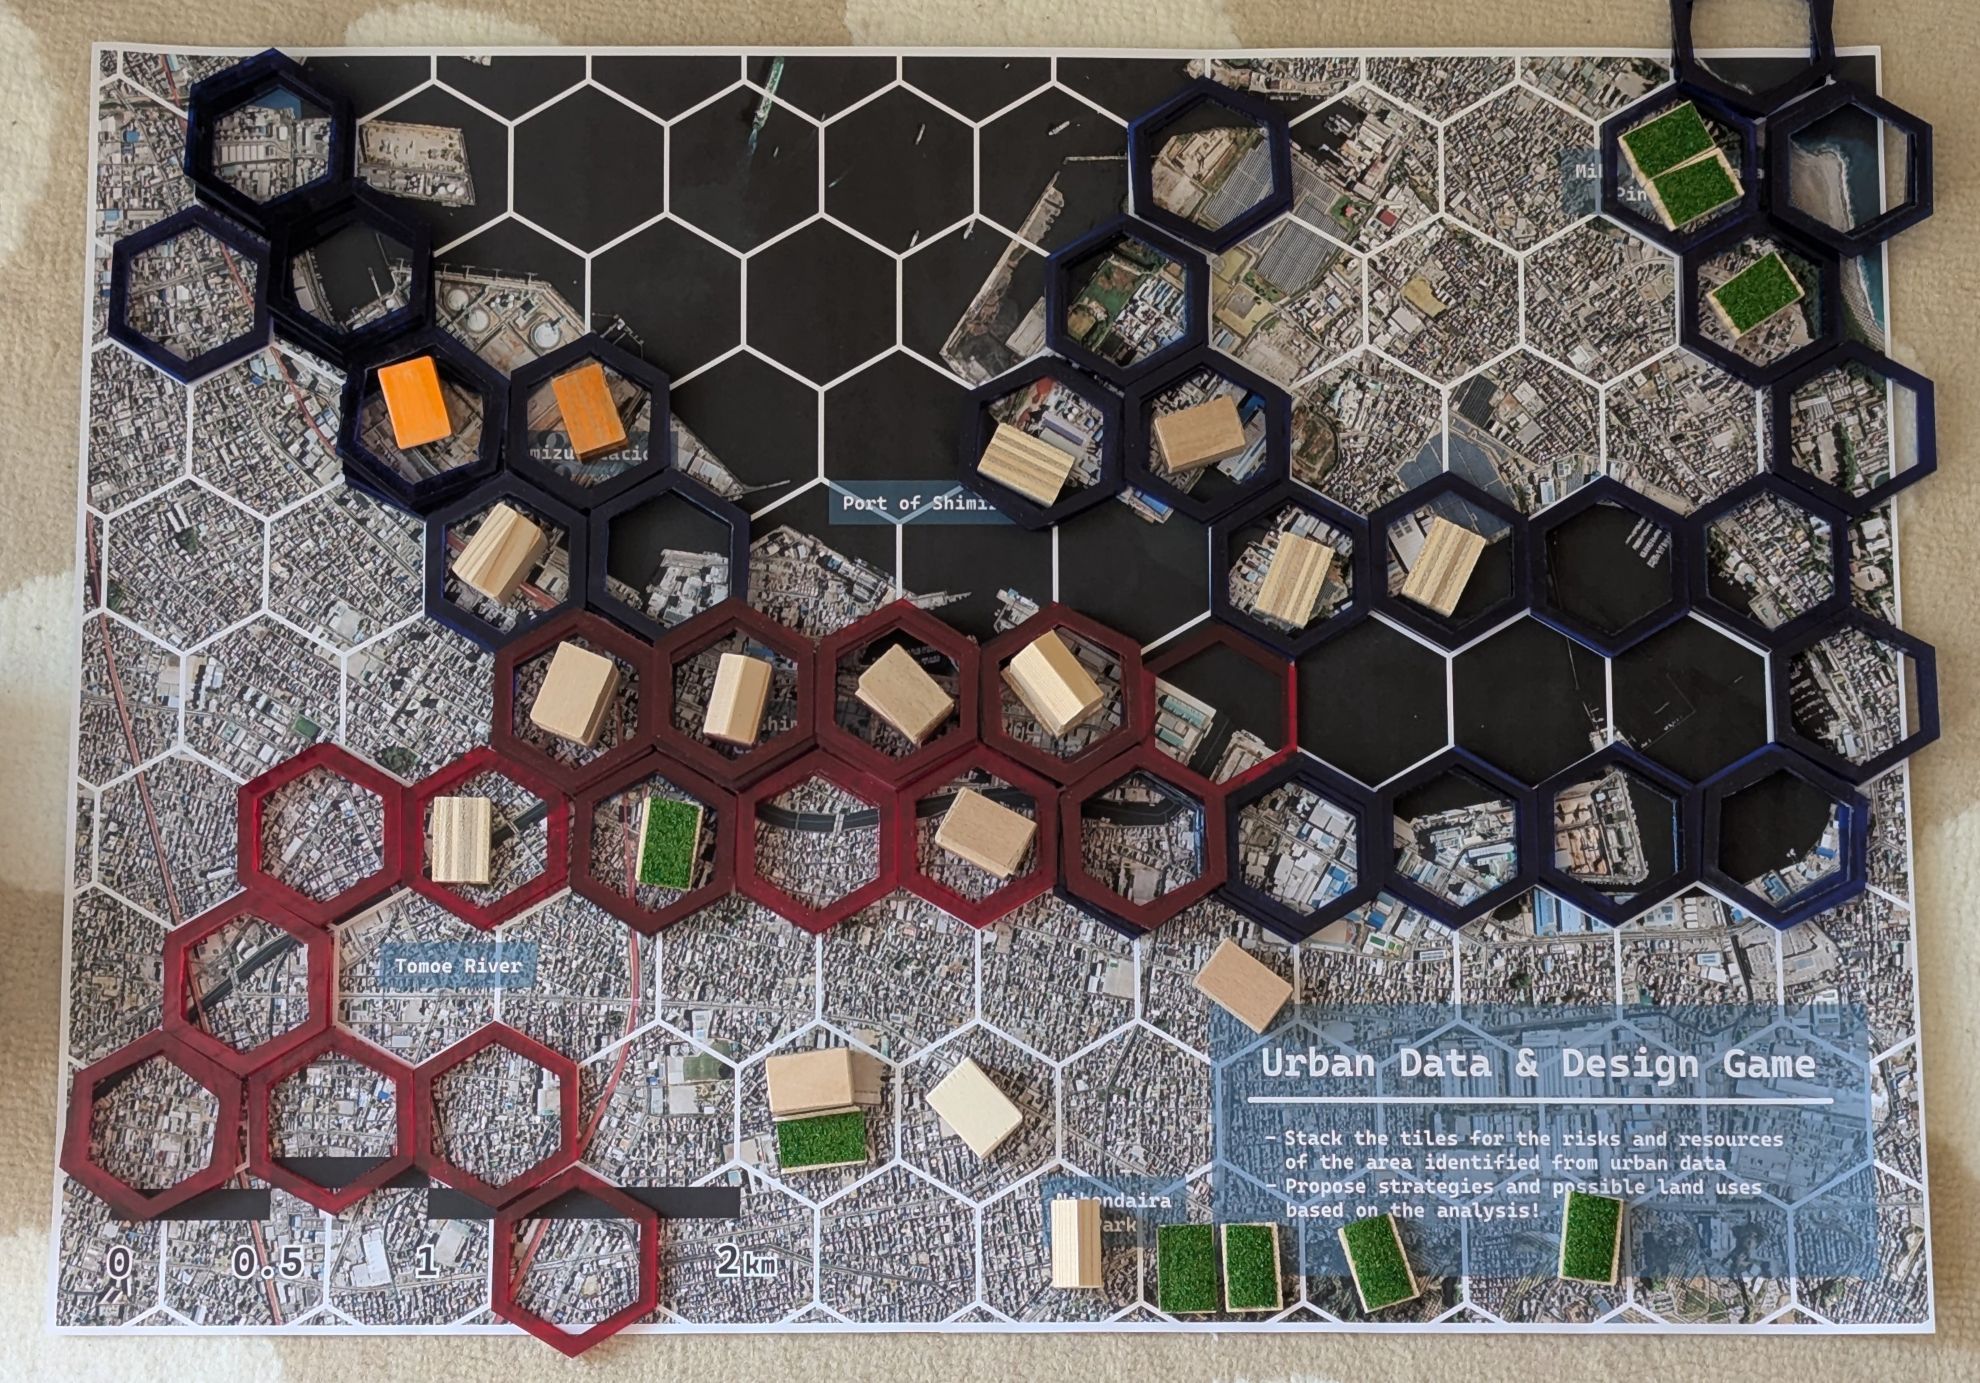 Port of Shimi
Tomoe River
Urban Data & Design Game
– Stack the tiles for the risks and resources
of the area identified from urban data
– Propose strategies and possible land uses
based on the analysis!
Nihondaira
0 0.5 1 2km